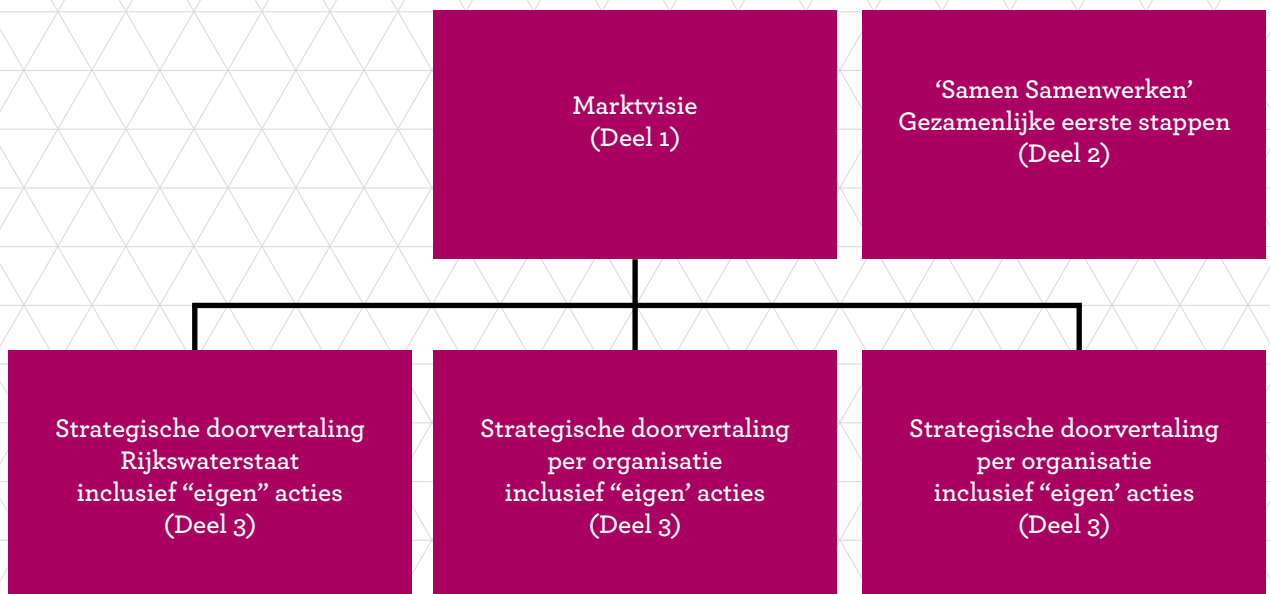 Marktvisie
(Deel 1)
‘Samen Samenwerken’
Gezamenlijke eerste stappen
(Deel 2)
Strategische doorvertaling
Rijkswaterstaat
inclusief “eigen” acties
(Deel 3)
Strategische doorvertaling
per organisatie
inclusief “eigen’ acties
(Deel 3)
Strategische doorvertaling
per organisatie
inclusief “eigen’ acties
(Deel 3)